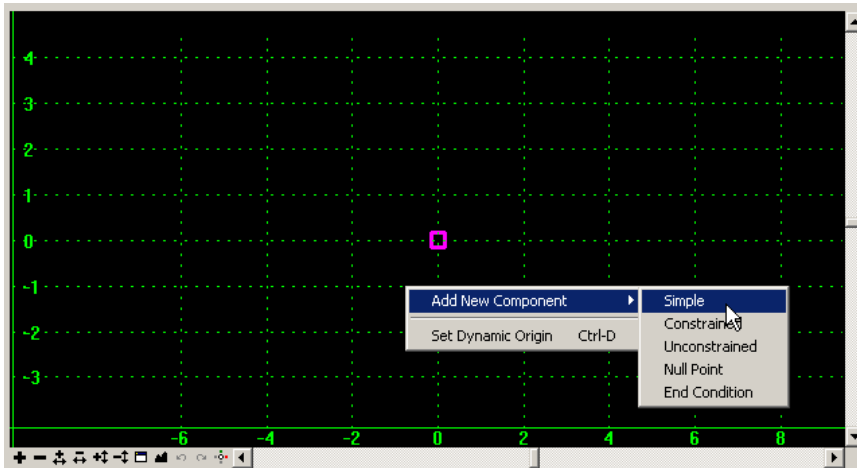 4
3
2
1
0
-1
-2
-3
-6 -4 -2 0 2 4 6 8
Add New Component
Set Dynamic Origin Ctrl-D
Simple
Constrained
Unconstrained
Null Point
End Condition